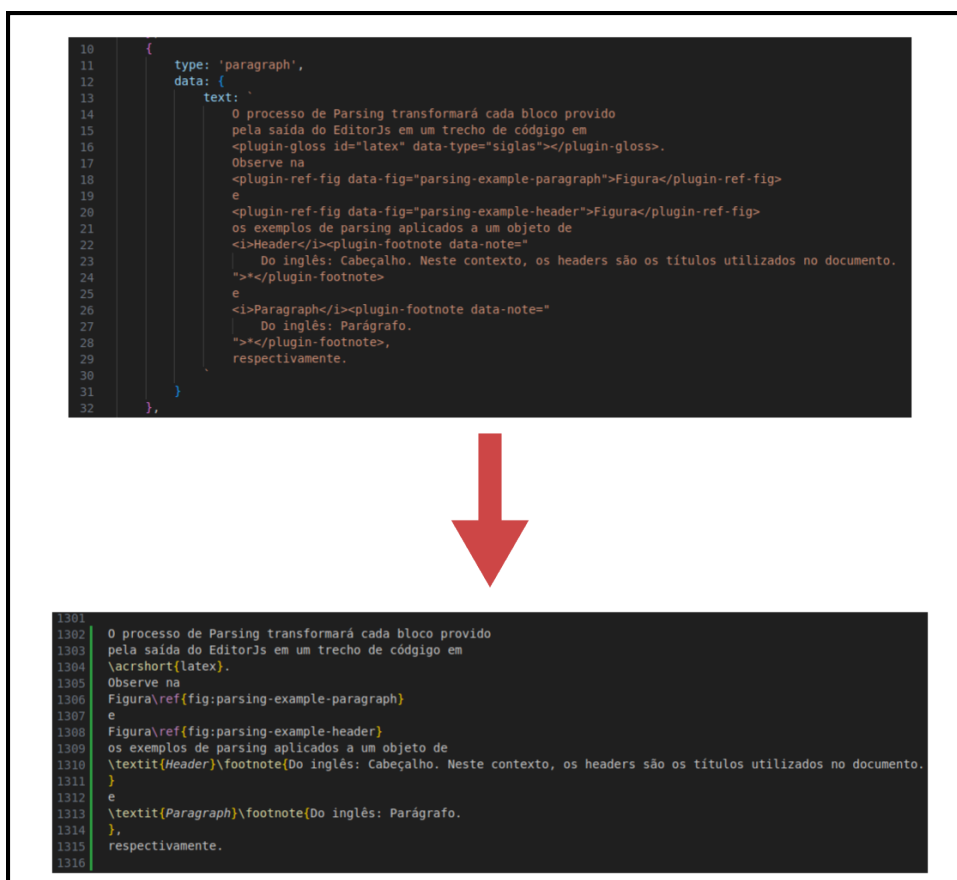 10 {
11 type: 'paragraph',
12 data: {
13 text: `
14 O processo de Parsing transformará cada bloco provido
15 pela saída do EditorJs em um trecho de códgigo em
16 <plugin-gloss id="latex" data-type="siglas"></plugin-gloss>.
17 Observe na
18 <plugin-ref-fig data-fig="parsing-example-paragraph">Figura</plugin-ref-fig>
19 e
20 <plugin-ref-fig data-fig="parsing-example-header">Figura</plugin-ref-fig>
21 os exemplos de parsing aplicados a um objeto de
22 <i>Header</i><plugin-footnote data-note="
23 Do inglês: Cabeçalho. Neste contexto, os headers são os títulos utilizados no documento.
24 ">*</plugin-footnote>
25 e
26 <i>Paragraph</i><plugin-footnote data-note="
27 Do inglês: Parágrafo.
28 ">*</plugin-footnote>,
29 respectivamente.
30 `
31 }
32 },
1301
1302 O processo de Parsing transformará cada bloco provido
1303 pela saída do EditorJs em um trecho de códgigo em
1304 \acrshort{latex}.
1305 Observe na
1306 Figura\ref{fig:parsing-example-paragraph}
1307 e
1308 Figura\ref{fig:parsing-example-header}
1309 os exemplos de parsing aplicados a um objeto de
1310 \textit{Header}\footnote{Do inglês: Cabeçalho. Neste contexto, os headers são os títulos utilizados no documento.
1311 }
1312 e
1313 \textit{Paragraph}\footnote{Do inglês: Parágrafo.
1314 },
1315 respectivamente.
1316